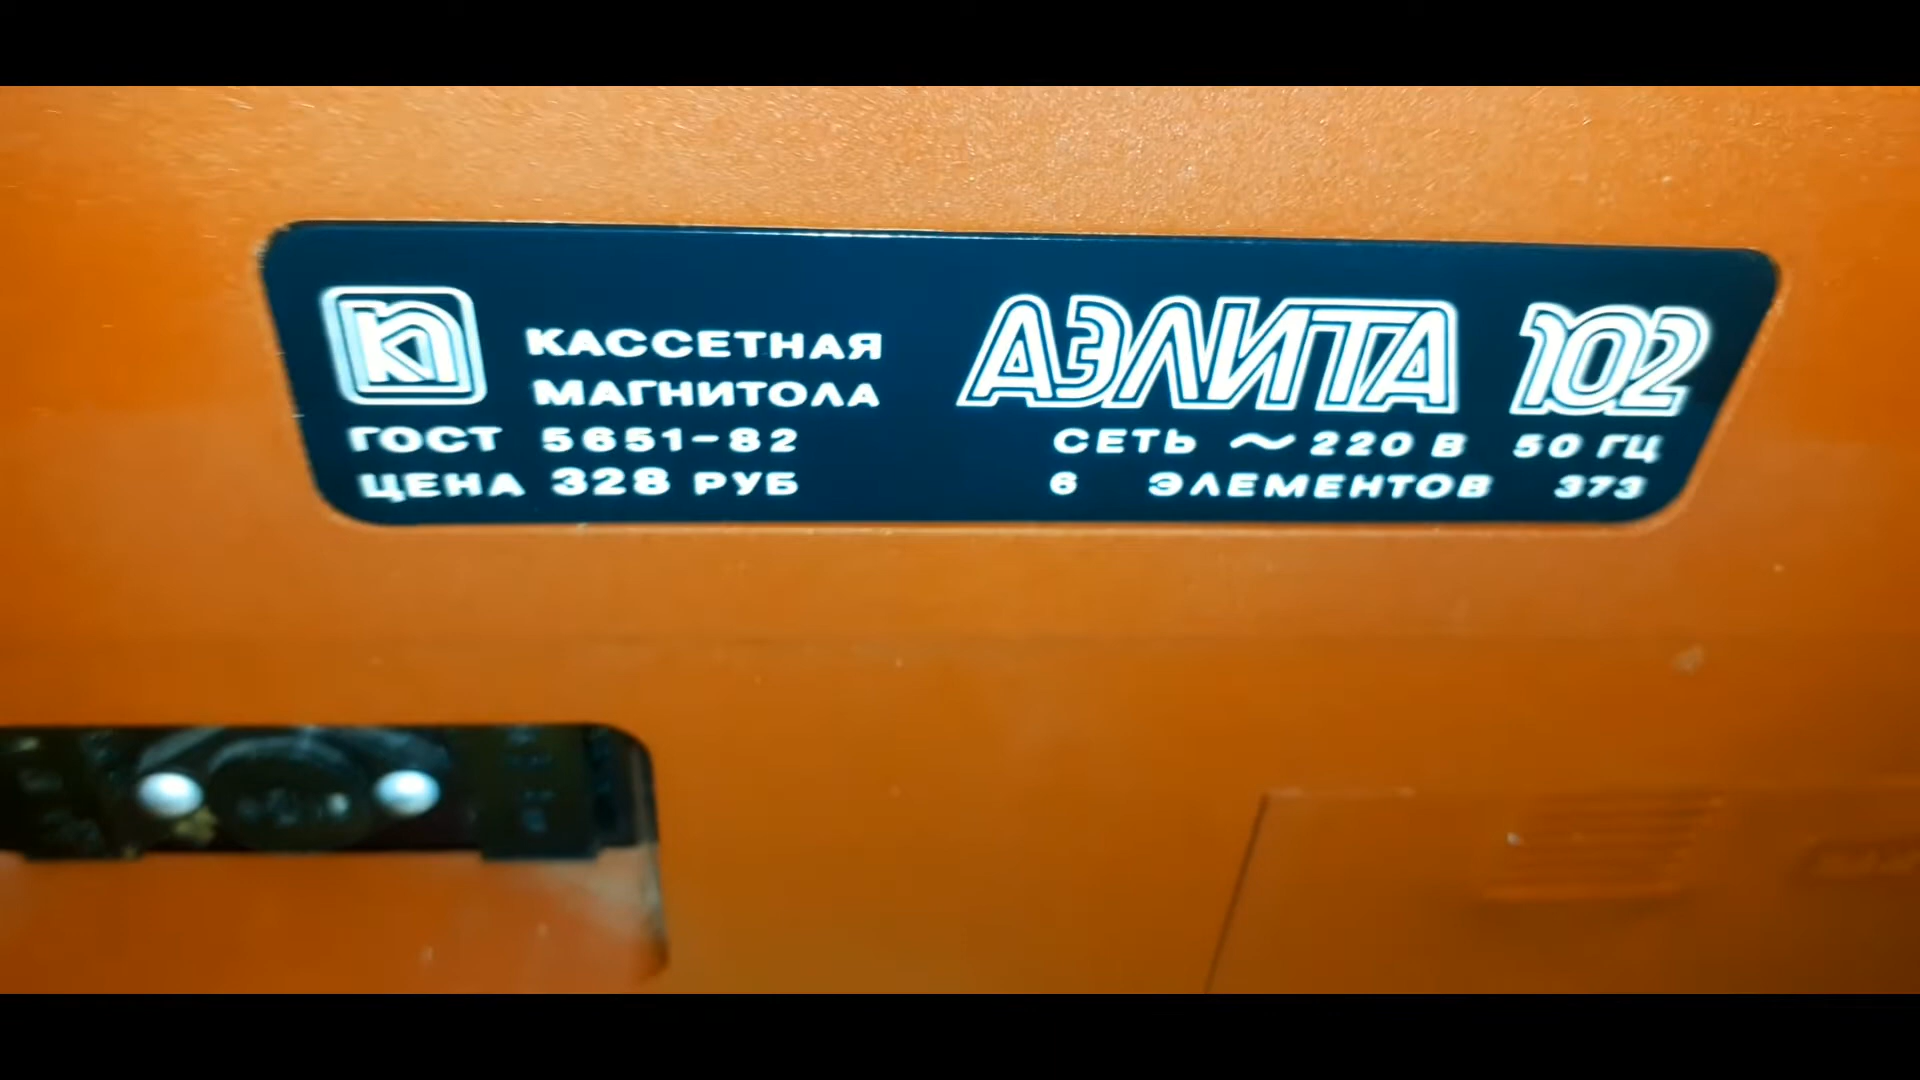 КАССЕТНАЯ
МАГНИТОЛА
ГОСТ 5651-82
ЦЕНА 328 РУБ
АЭЛИТА 102
СЕТЬ ~ 220 В 50 ГЦ
6 ЭЛЕМЕНТОВ 373